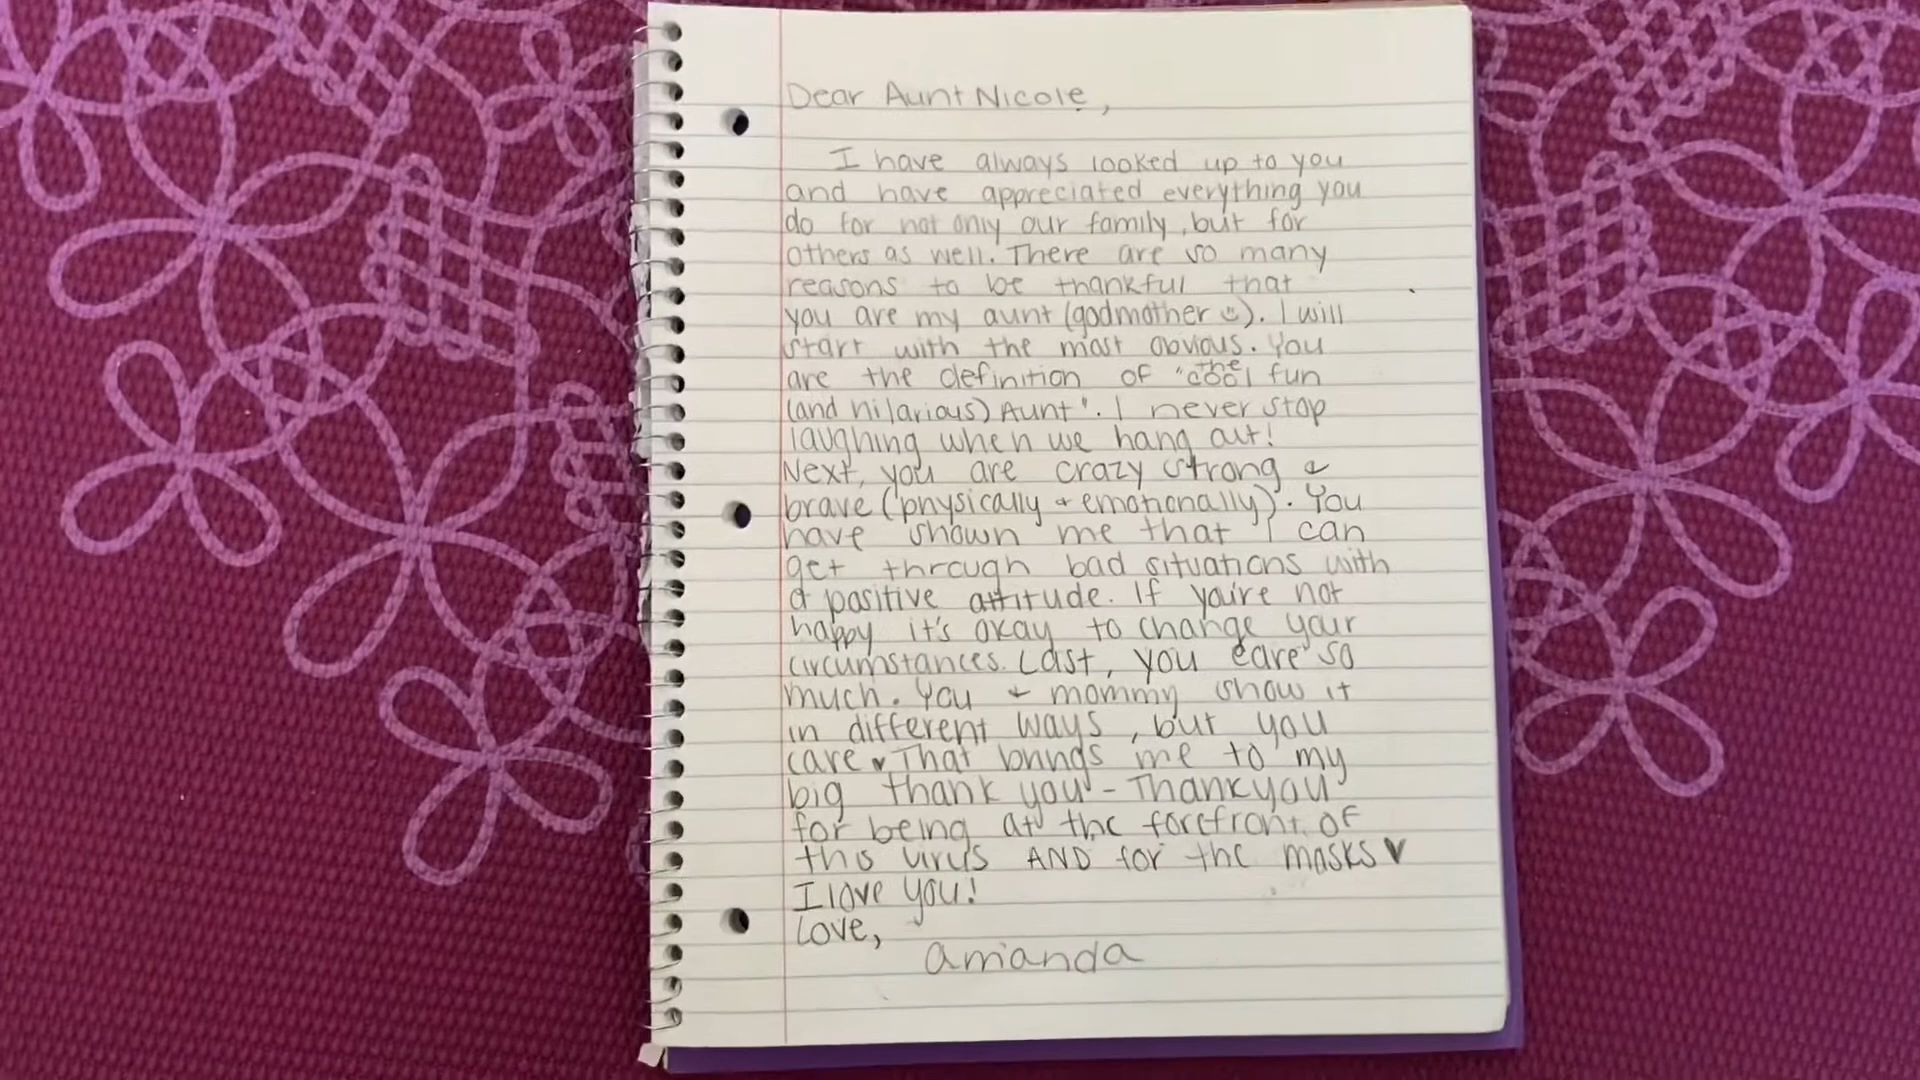 Dear Aunt Nicole,
I have always looked up to you
and have appreciated everything you
do for not only our family, but for
others as well. There are so many
reasons to be thankful that
you are my aunt (godmother ☺). I will
start with the most obvious. You
are the definition of "the cool fun
(and hilarious) Aunt". I never stop
laughing when we hang out!
Next, you are crazy strong &
brave (physically & emotionally). You
have shown me that I can
get through bad situations with
a positive attitude. If you're not
happy it's okay to change your
circumstances. Last, you care so
much. You & mommy show it
in different ways, but you
care ♥ That brings me to my
big thank you - Thank you
for being at the forefront of
this virus AND for the masks ♥
I love you!
Love,
Amanda